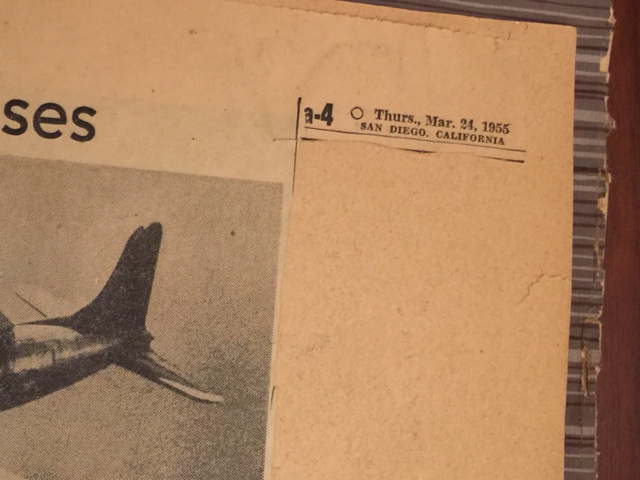 ses
a-4 O Thurs., Mar. 24, 1955
SAN DIEGO, CALIFORNIA